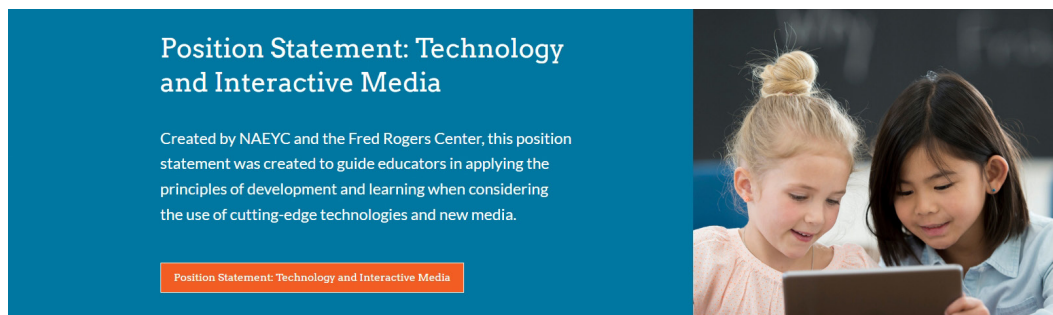 Position Statement: Technology
and Interactive Media
Created by NAEYC and the Fred Rogers Center, this position
statement was created to guide educators in applying the
principles of development and learning when considering
the use of cutting-edge technologies and new media.
Position Statement: Technology and Interactive Media